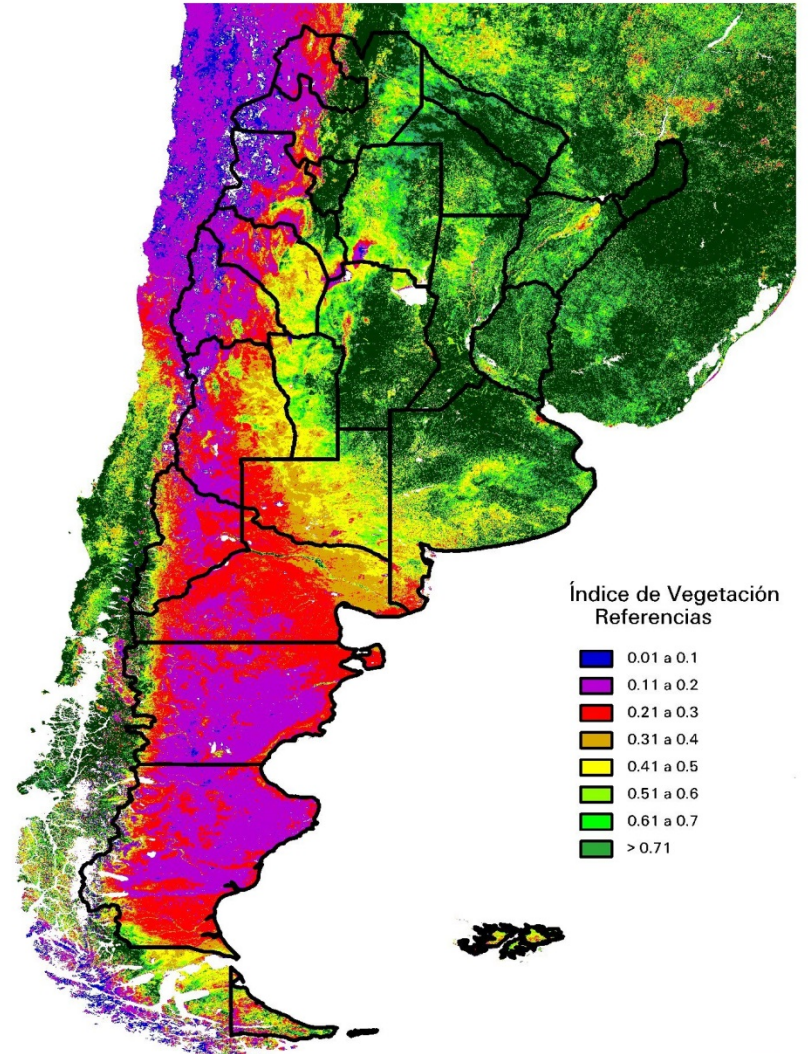 Índice de Vegetación
Referencias
0.01 a 0.1
0.11 a 0.2
0.21 a 0.3
0.31 a 0.4
0.41 a 0.5
0.51 a 0.6
0.61 a 0.7
> 0.71